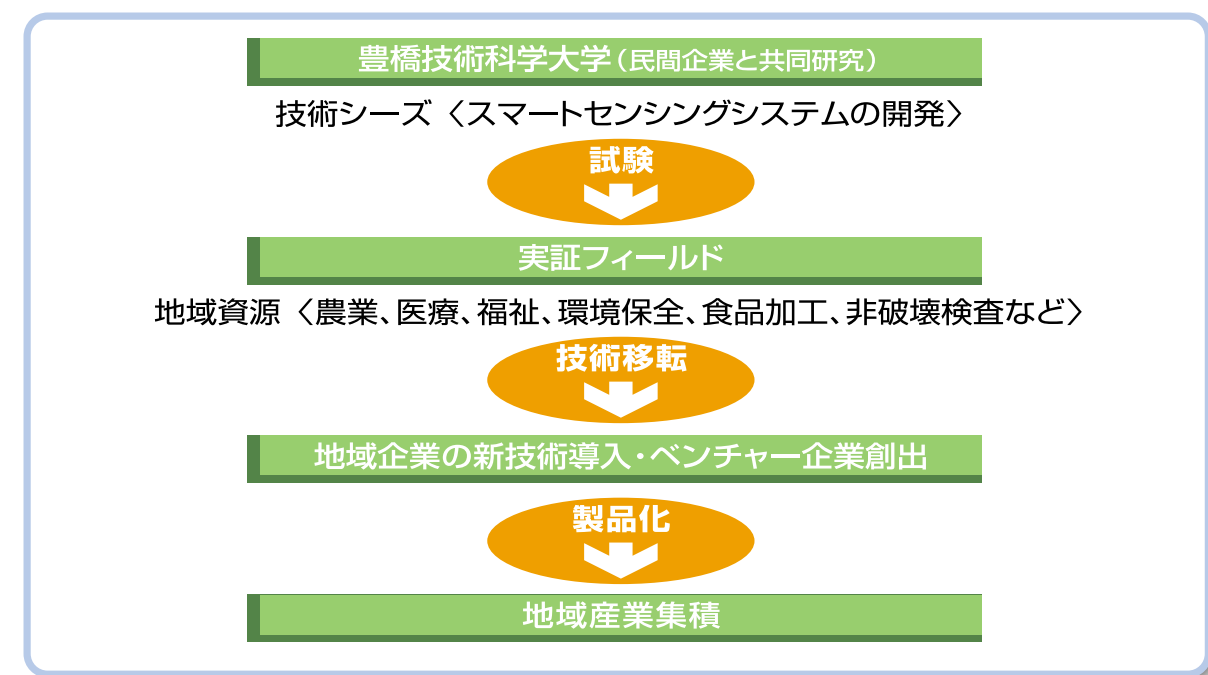 豊橋技術科学大学（民間企業と共同研究）
技術シーズ〈スマートセンシングシステムの開発〉
試験
実証フィールド
地域資源〈農業、医療、福祉、環境保全、食品加工、非破壊検査など〉
技術移転
地域企業の新技術導入・ベンチャー企業創出
製品化
地域産業集積